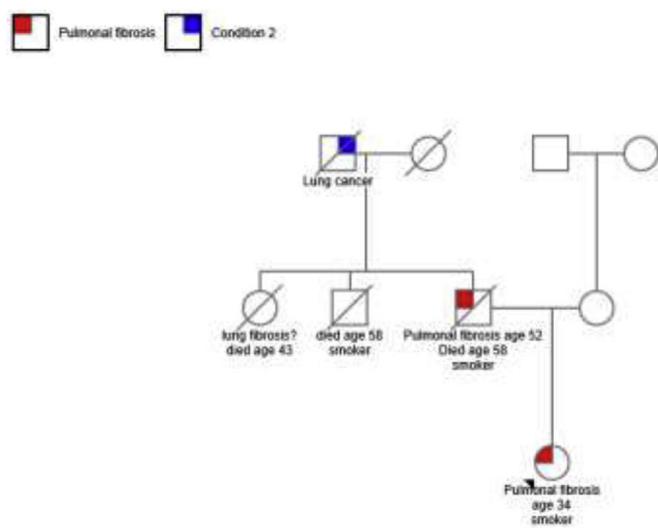 Pulmonal fibrosis
Condition 2
Lung cancer
lung fibrosis?
died age 43
died age 58
smoker
Pulmonal fibrosis age 52
Died age 58
smoker
Pulmonal fibrosis
age 34
smoker